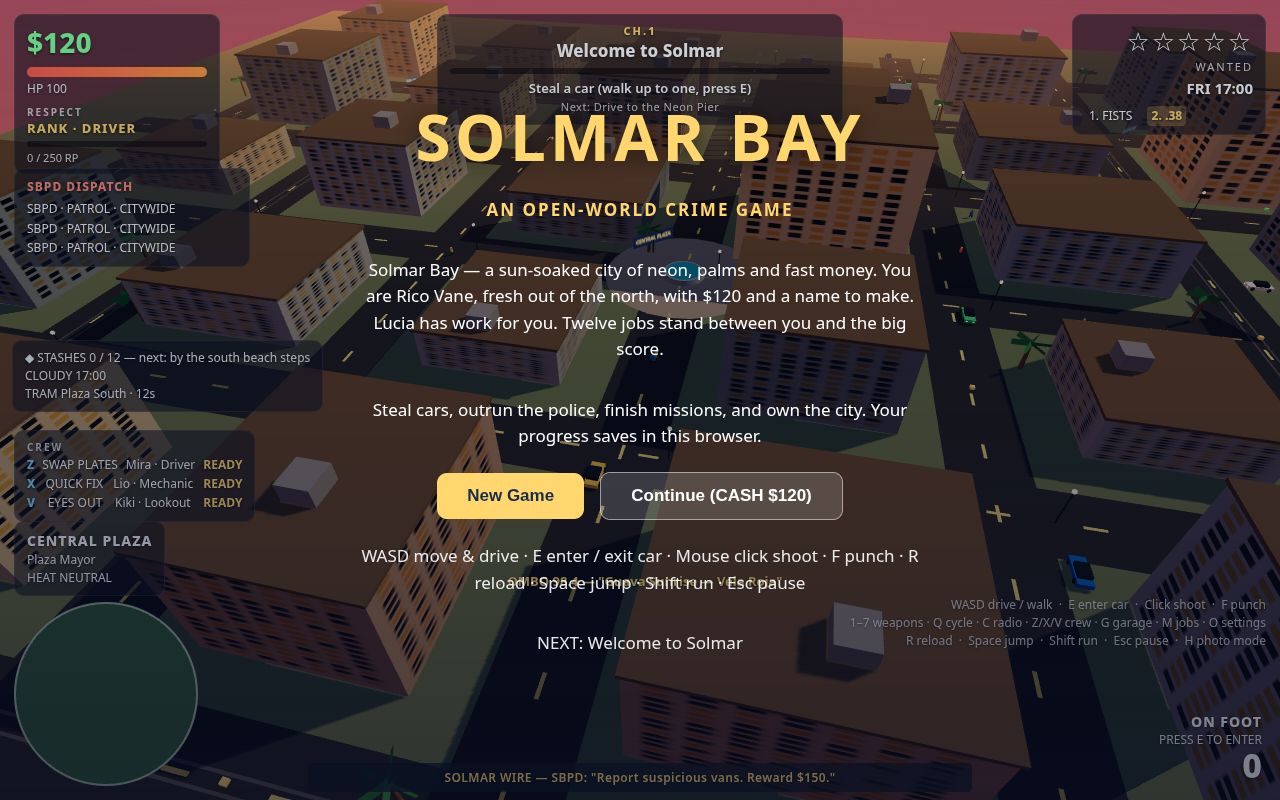 $120
HP 100
RESPECT
RANK · DRIVER
0 / 250 RP
SBPD DISPATCH
SBPD · PATROL · CITYWIDE
SBPD · PATROL · CITYWIDE
SBPD · PATROL · CITYWIDE
CH.1
Welcome to Solmar
Steal a car (walk up to one, press E)
Next: Drive to the Neon Pier
☆☆☆☆☆
WANTED
FRI 17:00
1. FISTS 2. .38
SOLMAR BAY
AN OPEN-WORLD CRIME GAME
CENTRAL PLAZA
Solmar Bay — a sun-soaked city of neon, palms and fast money. You
are Rico Vane, fresh out of the north, with $120 and a name to make.
Lucia has work for you. Twelve jobs stand between you and the big
score.
Steal cars, outrun the police, finish missions, and own the city. Your
progress saves in this browser.
New Game
Continue (CASH $120)
WASD move & drive · E enter / exit car · Mouse click shoot · F punch · R
reload · Space jump · Shift run · Esc pause
NEXT: Welcome to Solmar
◆ STASHES 0 / 12 — next: by the south beach steps
CLOUDY 17:00
TRAM Plaza South · 12s
CREW
Z SWAP PLATES Mira · Driver READY
X QUICK FIX Lio · Mechanic READY
V EYES OUT Kiki · Lookout READY
CENTRAL PLAZA
Plaza Mayor
HEAT NEUTRAL
WASD drive / walk · E enter car · Click shoot · F punch
1–7 weapons · Q cycle · C radio · Z/X/V crew · G garage · M jobs · O settings
R reload · Space jump · Shift run · Esc pause · H photo mode
ON FOOT
PRESS E TO ENTER
0
SOLMAR WIRE — SBPD: "Report suspicious vans. Reward $150."